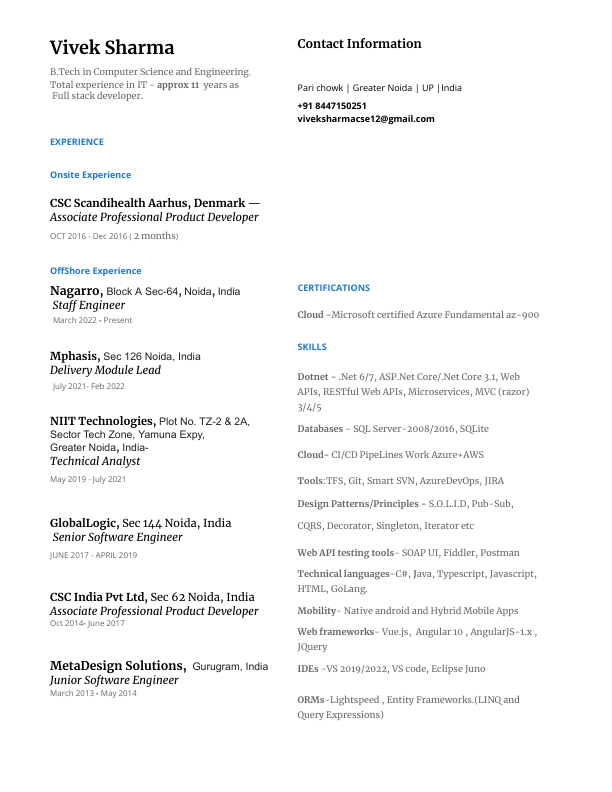 Vivek Sharma
B.Tech in Computer Science and Engineering.
Total experience in IT - approx 11 years as
Full stack developer.
EXPERIENCE
Onsite Experience
CSC Scandihealth Aarhus, Denmark —
Associate Professional Product Developer
OCT 2016 - Dec 2016 ( 2 months)
OffShore Experience
Nagarro, Block A Sec-64, Noida, India
Staff Engineer
March 2022 - Present
Mphasis, Sec 126 Noida, India
Delivery Module Lead
July 2021- Feb 2022
NIIT Technologies, Plot No. TZ-2 & 2A,
Sector Tech Zone, Yamuna Expy,
Greater Noida, India-
Technical Analyst
May 2019 - July 2021
GlobalLogic, Sec 144 Noida, India
Senior Software Engineer
JUNE 2017 - APRIL 2019
CSC India Pvt Ltd, Sec 62 Noida, India
Associate Professional Product Developer
Oct 2014- June 2017
MetaDesign Solutions, Gurugram, India
Junior Software Engineer
March 2013 - May 2014
Contact Information
Pari chowk | Greater Noida | UP |India
+91 8447150251
viveksharmacse12@gmail.com
CERTIFICATIONS
Cloud -Microsoft certified Azure Fundamental az-900
SKILLS
Dotnet - .Net 6/7, ASP.Net Core/.Net Core 3.1, Web
APIs, RESTful Web APIs, Microservices, MVC (razor)
3/4/5
Databases - SQL Server-2008/2016, SQLite
Cloud- CI/CD PipeLines Work Azure+AWS
Tools:TFS, Git, Smart SVN, AzureDevOps, JIRA
Design Patterns/Principles - S.O.L.I.D, Pub-Sub,
CQRS, Decorator, Singleton, Iterator etc
Web API testing tools- SOAP UI, Fiddler, Postman
Technical languages-C#, Java, Typescript, Javascript,
HTML, GoLang.
Mobility- Native android and Hybrid Mobile Apps
Web frameworks- Vue.js, Angular 10 , AngularJS-1.x ,
JQuery
IDEs -VS 2019/2022, VS code, Eclipse Juno
ORMs-Lightspeed , Entity Frameworks.(LINQ and
Query Expressions)